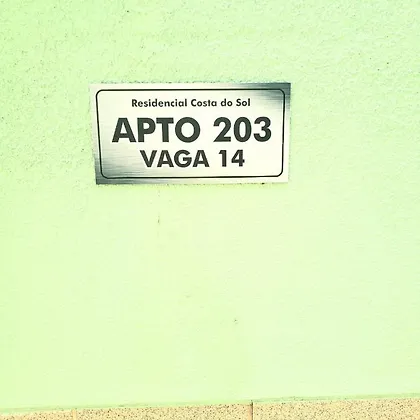 Residencial Costa do Sol
APTO 203
VAGA 14